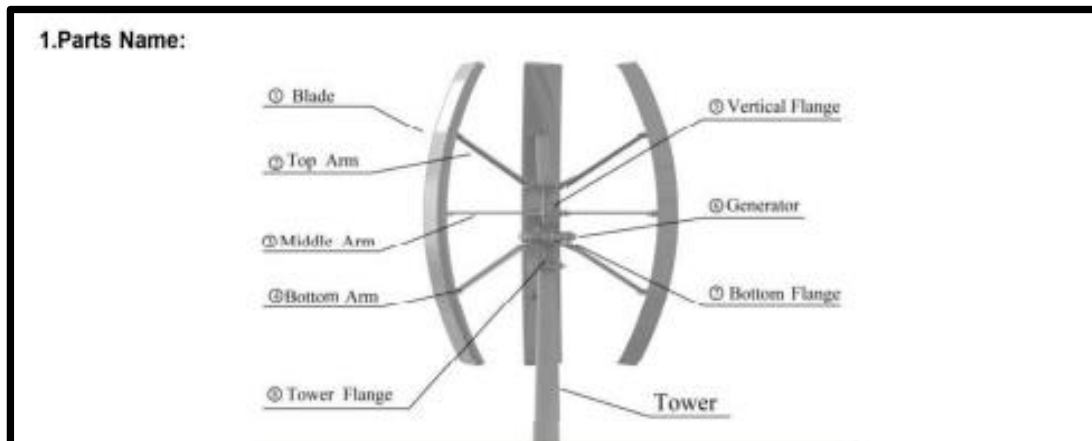 1.Parts Name:
① Blade
② Top Arm
③ Middle Arm
④ Bottom Arm
⑧ Tower Flange
⑤ Vertical Flange
⑥ Generator
⑦ Bottom Flange
Tower